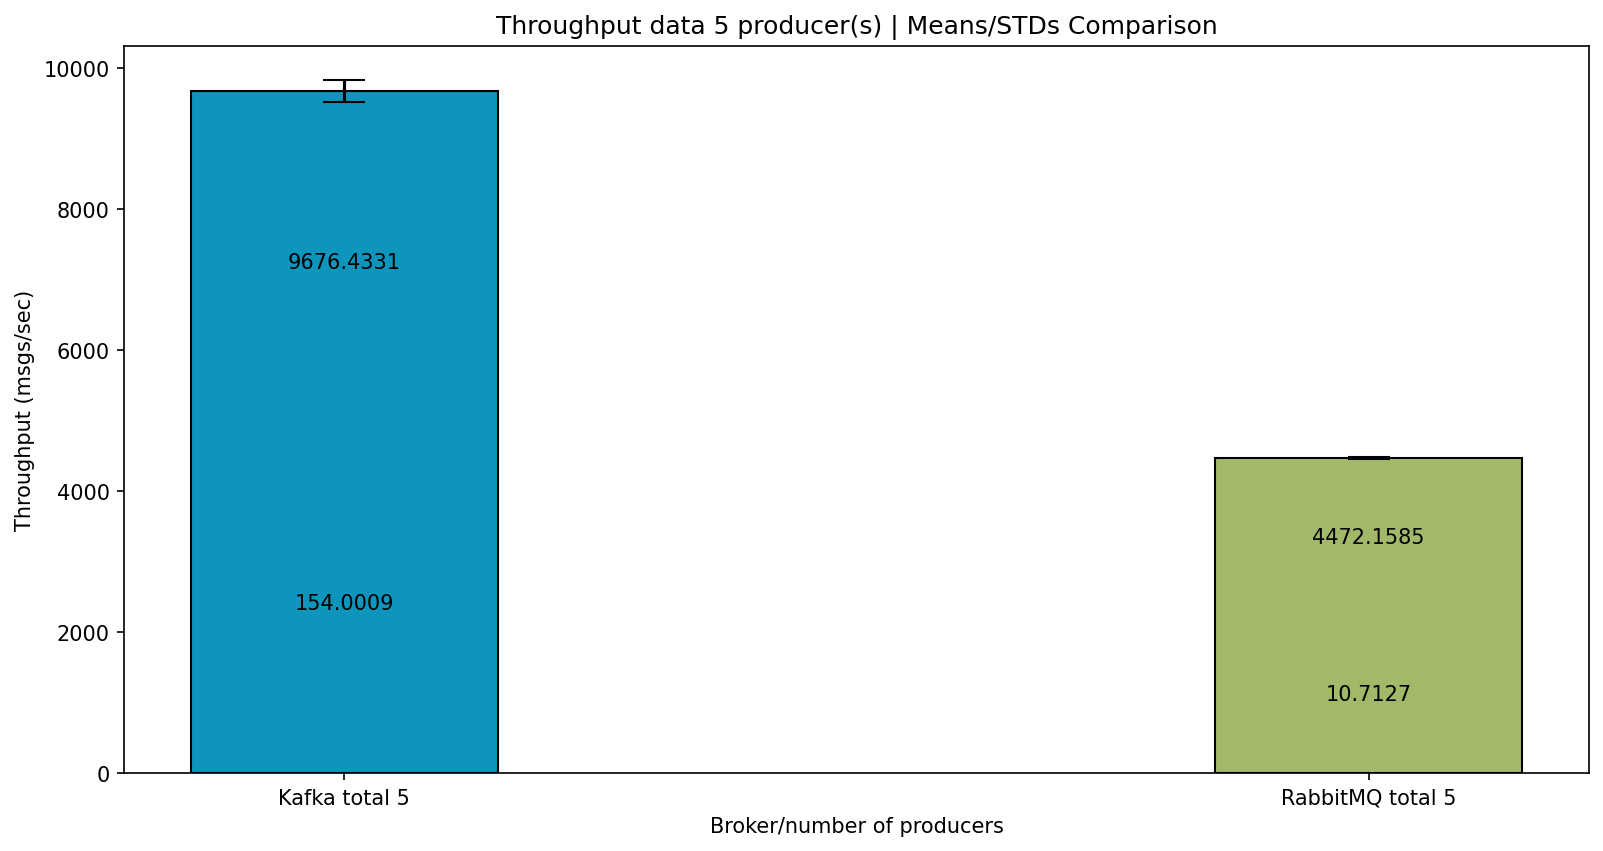 Throughput data 5 producer(s) | Means/STDs Comparison
Throughput (msgs/sec)
10000
8000
6000
4000
2000
0
9676.4331
154.0009
4472.1585
10.7127
Kafka total 5
RabbitMQ total 5
Broker/number of producers